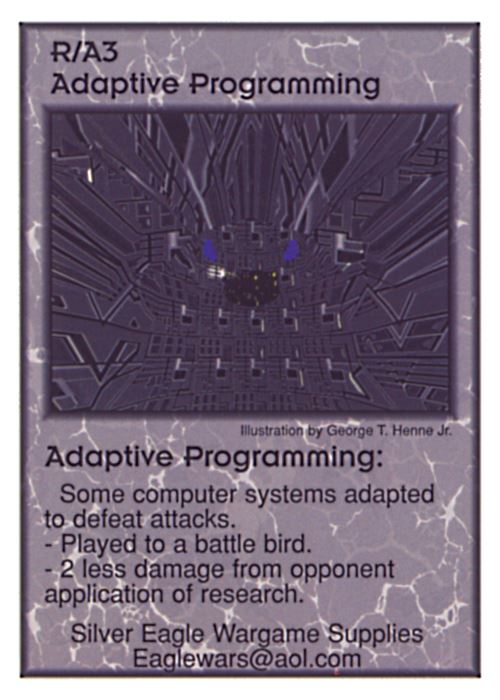 R/A3
Adaptive Programming
Illustration by George T. Henne Jr.
Adaptive Programming:
Some computer systems adapted
to defeat attacks.
- Played to a battle bird.
- 2 less damage from opponent
application of research.
Silver Eagle Wargame Supplies
Eaglewars@aol.com